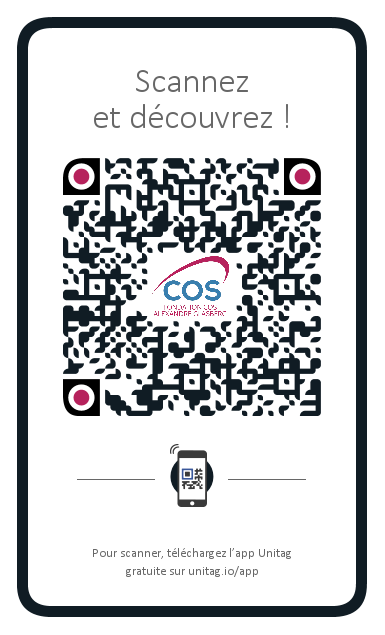 Scannez
et découvrez !
COS
FONDATION COS
ALEXANDRE GLASBERG
Pour scanner, téléchargez l’app Unitag
gratuite sur unitag.io/app